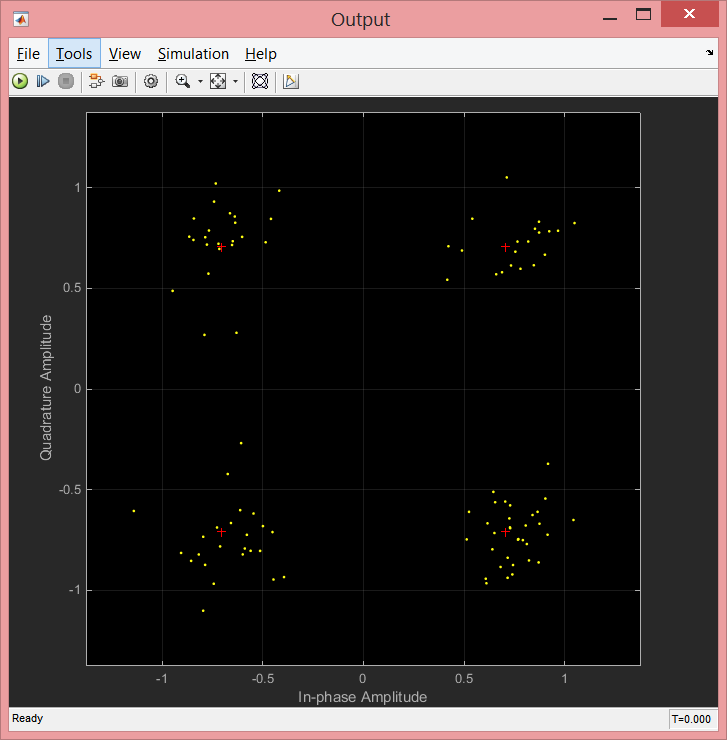 Output
File Tools View Simulation Help
1
0.5
0
-0.5
-1
Quadrature Amplitude
-1 -0.5 0 0.5 1
In-phase Amplitude
Ready T=0.000